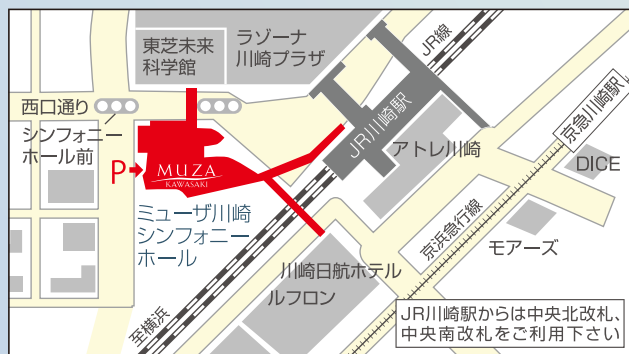 東芝未来
科学館
ラゾーナ
川崎プラザ
JR線
西口通り
シンフォニー
ホール前
JR川崎駅
京急川崎駅
アトレ川崎
DICE
P
MUZA
KAWASAKI
ミューザ川崎
シンフォニー
ホール
京浜急行線
モアーズ
川崎日航ホテル
ルフロン
至横浜
JR川崎駅からは中央北改札、
中央南改札をご利用下さい